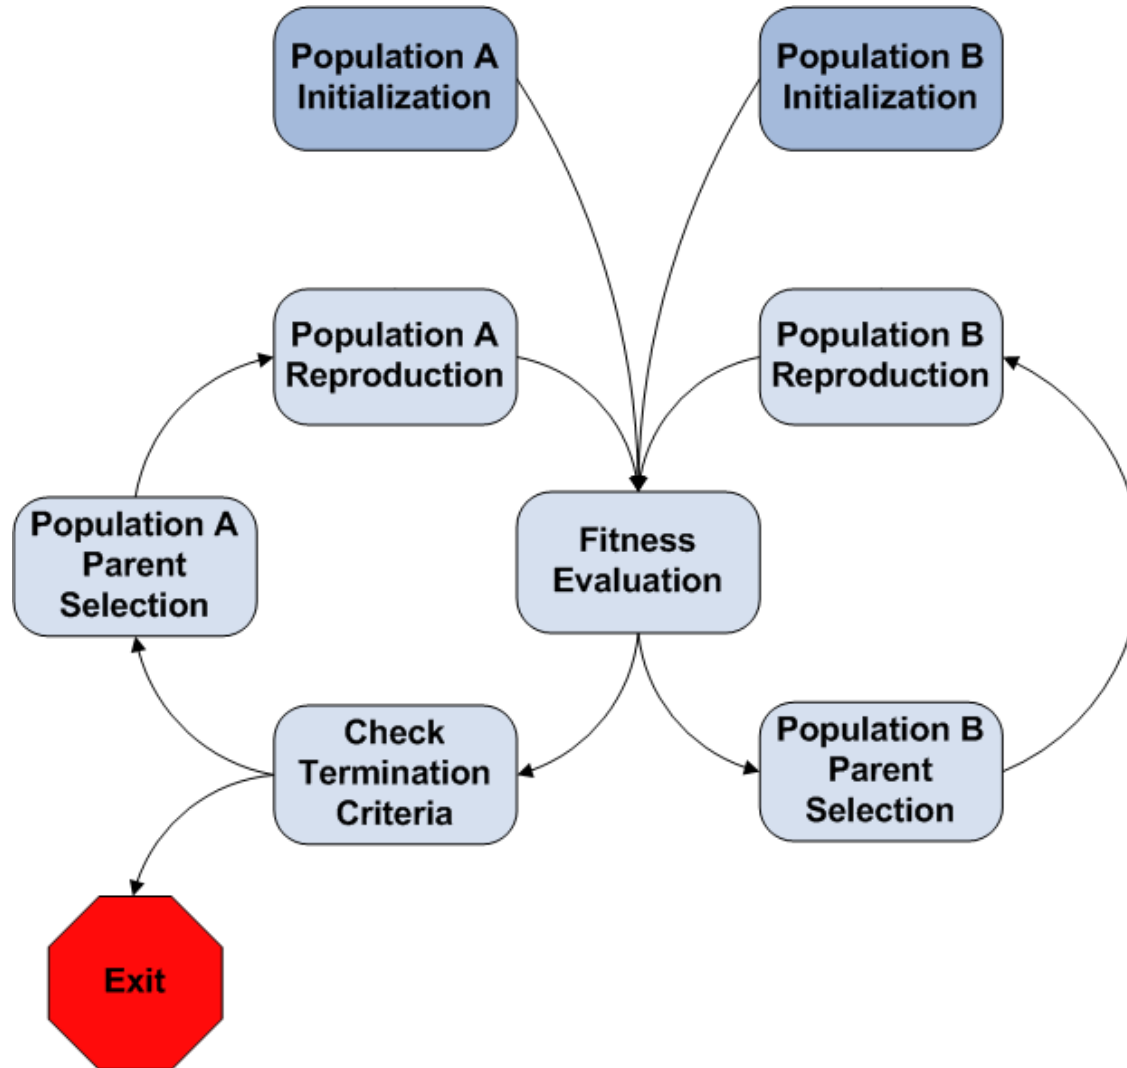 Population A
Initialization
Population B
Initialization
Population A
Reproduction
Population B
Reproduction
Population A
Parent
Selection
Fitness
Evaluation
Check
Termination
Criteria
Population B
Parent
Selection
Exit